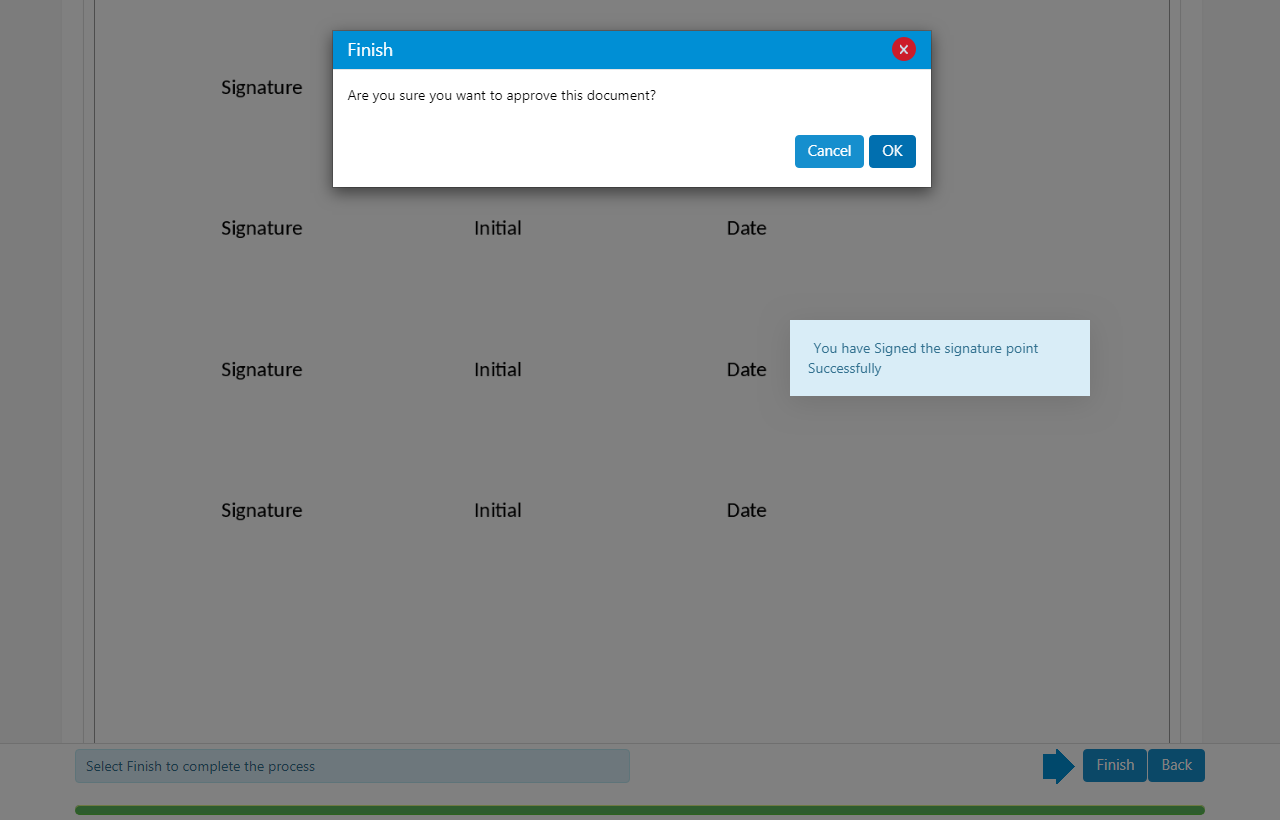 Finish
Are you sure you want to approve this document?
Cancel OK
Signature
Signature Initial Date
You have Signed the signature point
Successfully
Signature Initial Date
Signature Initial Date
Select Finish to complete the process
Finish Back